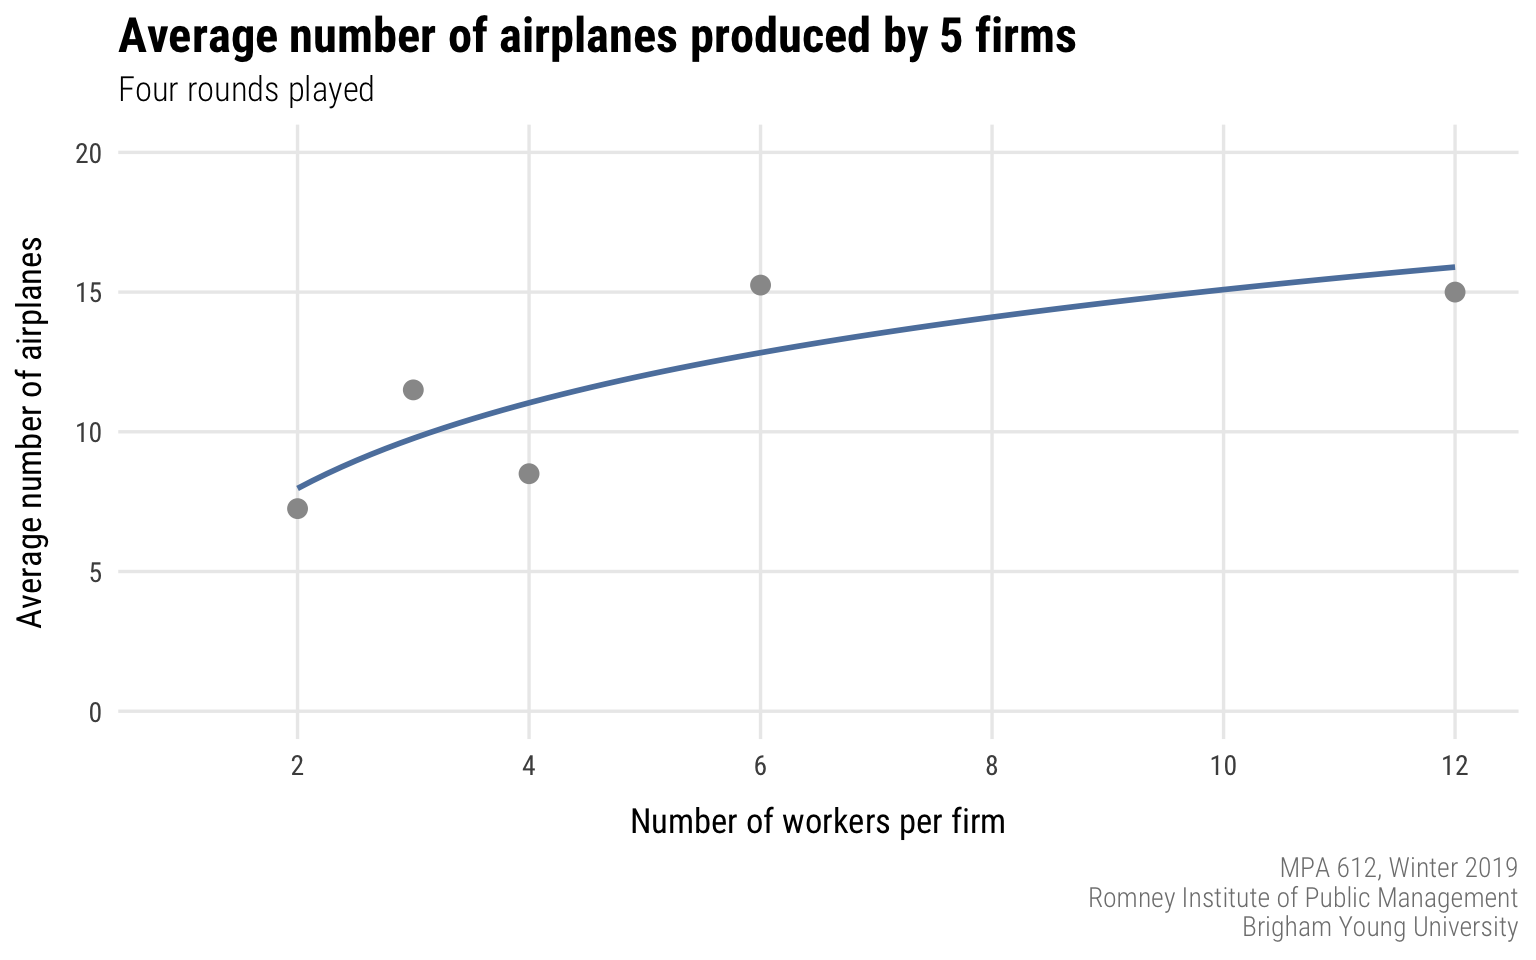 Average number of airplanes produced by 5 firms
Four rounds played
Average number of airplanes
20
15
10
5
0
2 4 6 8 10 12
Number of workers per firm
MPA 612, Winter 2019
Romney Institute of Public Management
Brigham Young University